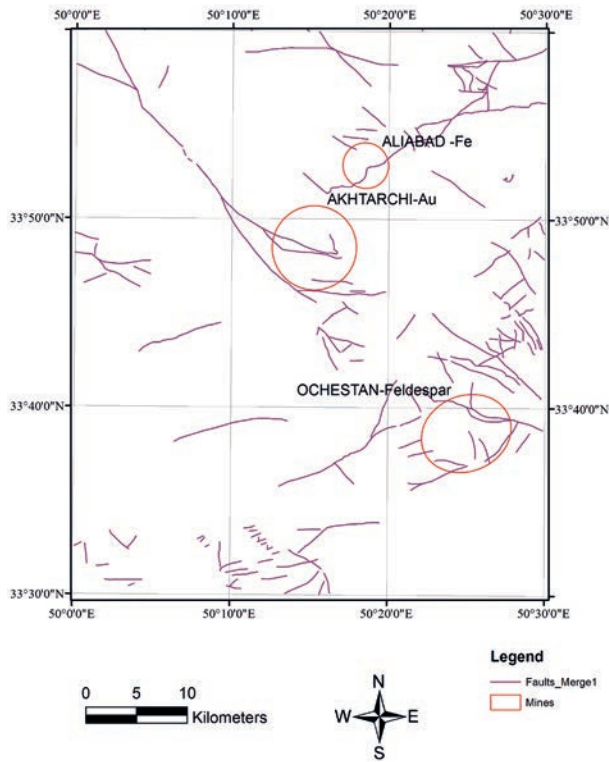 50°0'0"E 50°10'0"E 50°20'0"E 50°30'0"E
ALIABAD -Fe
AKHTARCHI-Au
33°50'0"N 33°50'0"N
OCHESTAN-Feldespar
33°40'0"N 33°40'0"N
33°30'0"N 33°30'0"N
50°0'0"E 50°10'0"E 50°20'0"E 50°30'0"E
0 5 10
Kilometers
N
W E
S
Legend
Faults_Merge1
Mines